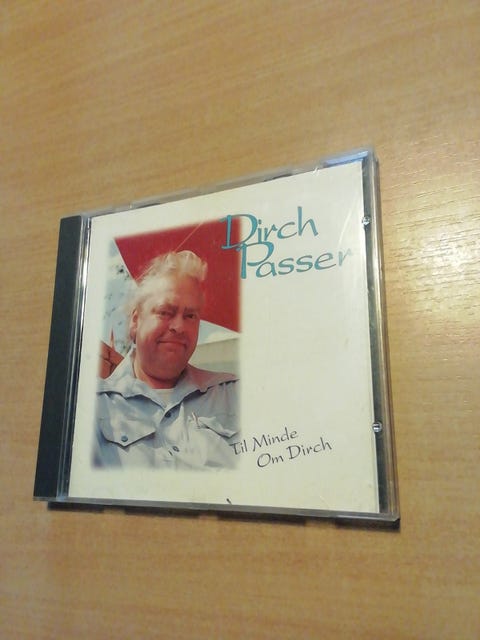 Dirch
Passer
Til Minde
Om Dirch